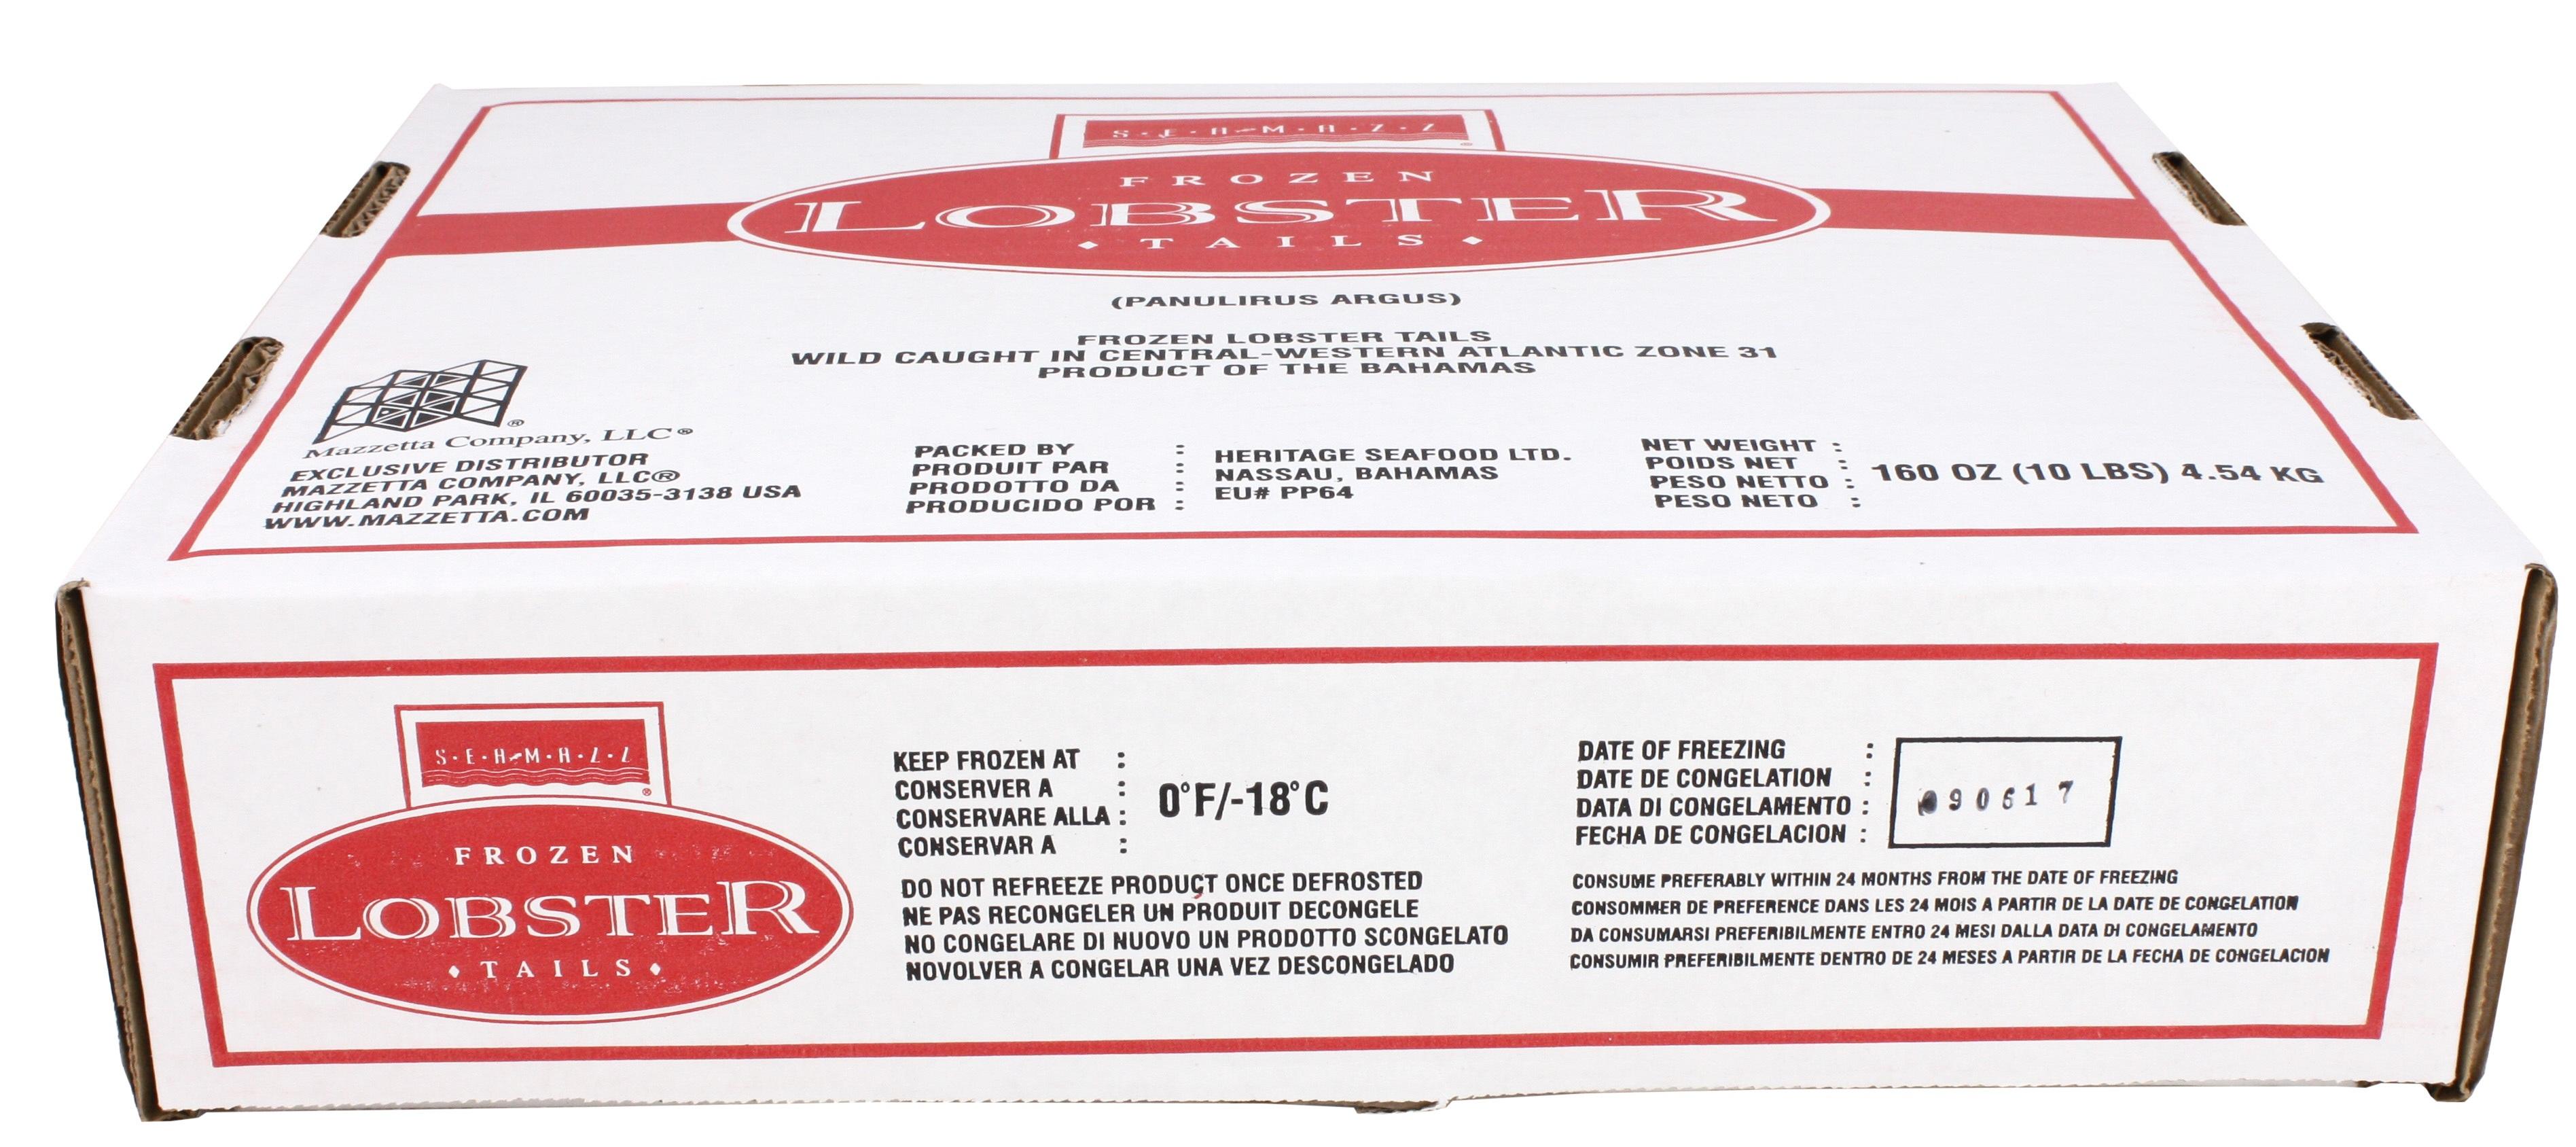 S·E·A·M·A·Z·Z
®
FROZEN
LOBSTER
TAILS
(PANULIRUS ARGUS)
FROZEN LOBSTER TAILS
WILD CAUGHT IN CENTRAL-WESTERN ATLANTIC ZONE 31
PRODUCT OF THE BAHAMAS
®
Mazzetta Company, LLC®
EXCLUSIVE DISTRIBUTOR
MAZZETTA COMPANY, LLC®
HIGHLAND PARK, IL 60035-3138 USA
WWW.MAZZETTA.COM
PACKED BY :
PRODUIT PAR :
PRODOTTO DA :
PRODUCIDO POR :
HERITAGE SEAFOOD LTD.
NASSAU, BAHAMAS
EU# PP64
NET WEIGHT :
POIDS NET :
PESO NETTO :
PESO NETO :
160 OZ (10 LBS) 4.54 KG
S·E·A·M·A·Z·Z
®
FROZEN
LOBSTER
TAILS
KEEP FROZEN AT :
CONSERVER A :
CONSERVARE ALLA :
CONSERVAR A :
0°F/-18°C
DO NOT REFREEZE PRODUCT ONCE DEFROSTED
NE PAS RECONGELER UN PRODUIT DECONGELE
NO CONGELARE DI NUOVO UN PRODOTTO SCONGELATO
NOVOLVER A CONGELAR UNA VEZ DESCONGELADO
DATE OF FREEZING :
DATE DE CONGELATION :
DATA DI CONGELAMENTO :
FECHA DE CONGELACION :
090617
CONSUME PREFERABLY WITHIN 24 MONTHS FROM THE DATE OF FREEZING
CONSOMMER DE PREFERENCE DANS LES 24 MOIS A PARTIR DE LA DATE DE CONGELATION
DA CONSUMARSI PREFERIBILMENTE ENTRO 24 MESI DALLA DATA DI CONGELAMENTO
CONSUMIR PREFERIBILMENTE DENTRO DE 24 MESES A PARTIR DE LA FECHA DE CONGELACION